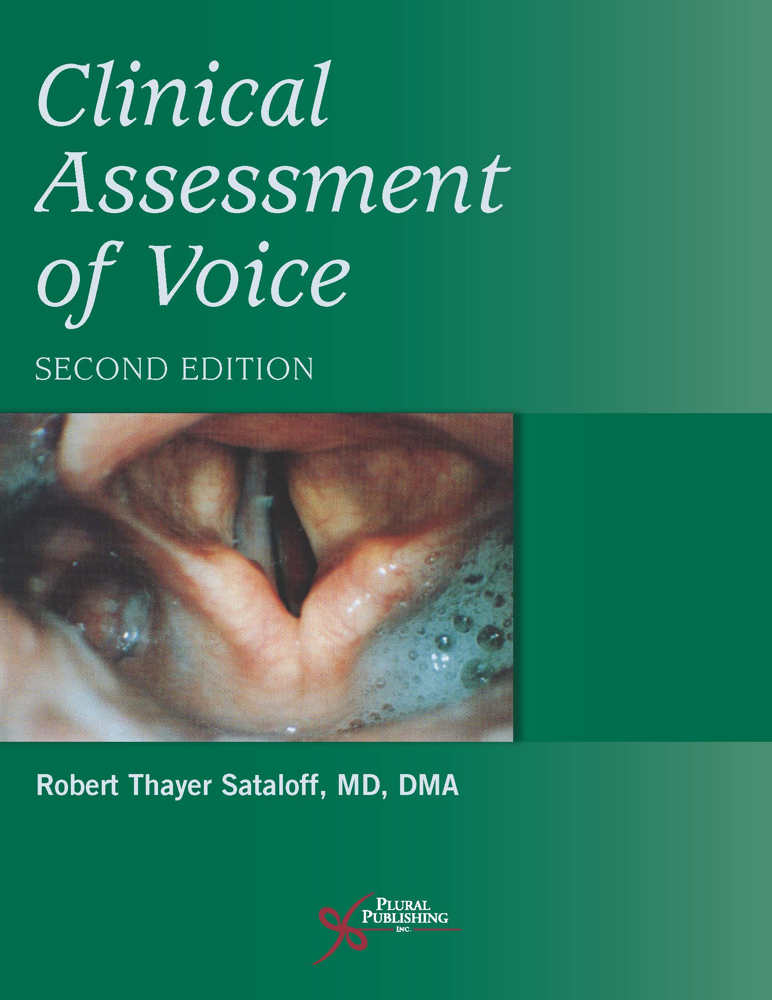 Clinical
Assessment
of Voice
SECOND EDITION
Robert Thayer Sataloff, MD, DMA
PLURAL
PUBLISHING
INC.